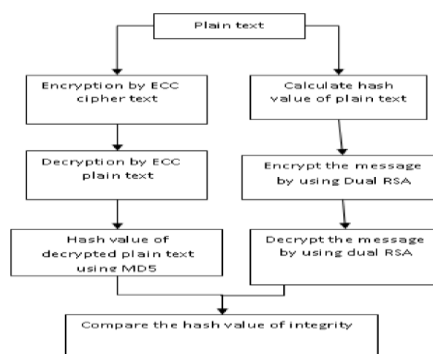 Plain text
Encryption by ECC
cipher text
Calculate hash
value of plain text
Decryption by ECC
plain text
Encrypt the message
by using Dual RSA
Hash value of
decrypted plain text
using MD5
Decrypt the message
by using dual RSA
Compare the hash value of integrity